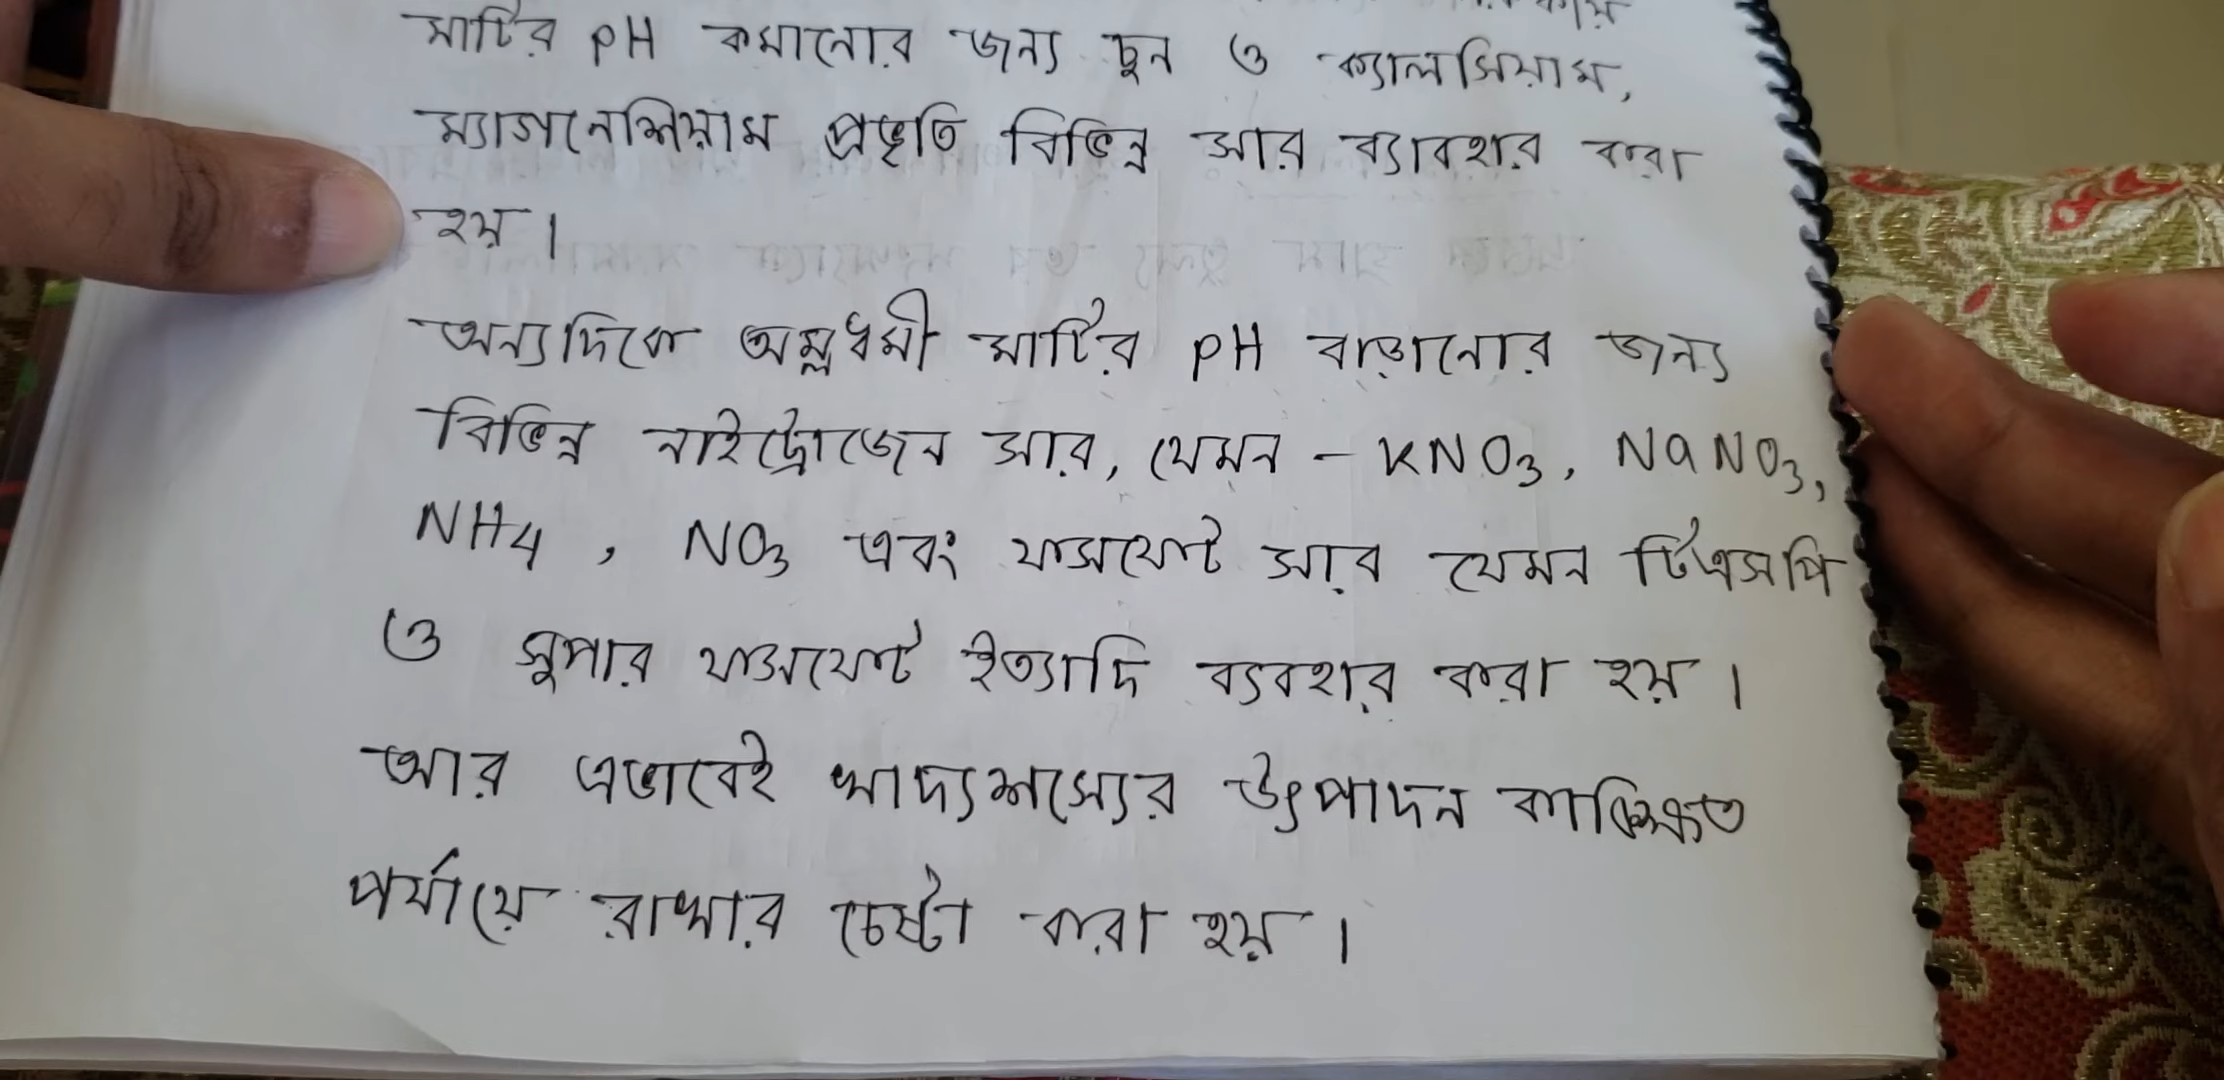 মাটির pH কমানোর জন্য চুন ও ক্যালসিয়াম,
ম্যাগনেশিয়াম প্রভৃতি বিভিন্ন সার ব্যাবহার করা
হয়।
অন্যদিকে অম্লধর্মী মাটির pH বাড়ানোর জন্য
বিভিন্ন নাইট্রোজেন সার, যেমন - KNO3, NaNO3,
NH4, NO3 এবং ফসফেট সার যেমন টিএসপি
ও সুপার ফসফেট ইত্যাদি ব্যবহার করা হয়।
আর এভাবেই খাদ্যশস্যের উৎপাদন কাঙ্ক্ষিত
পর্যায়ে রাখার চেষ্টা করা হয়।